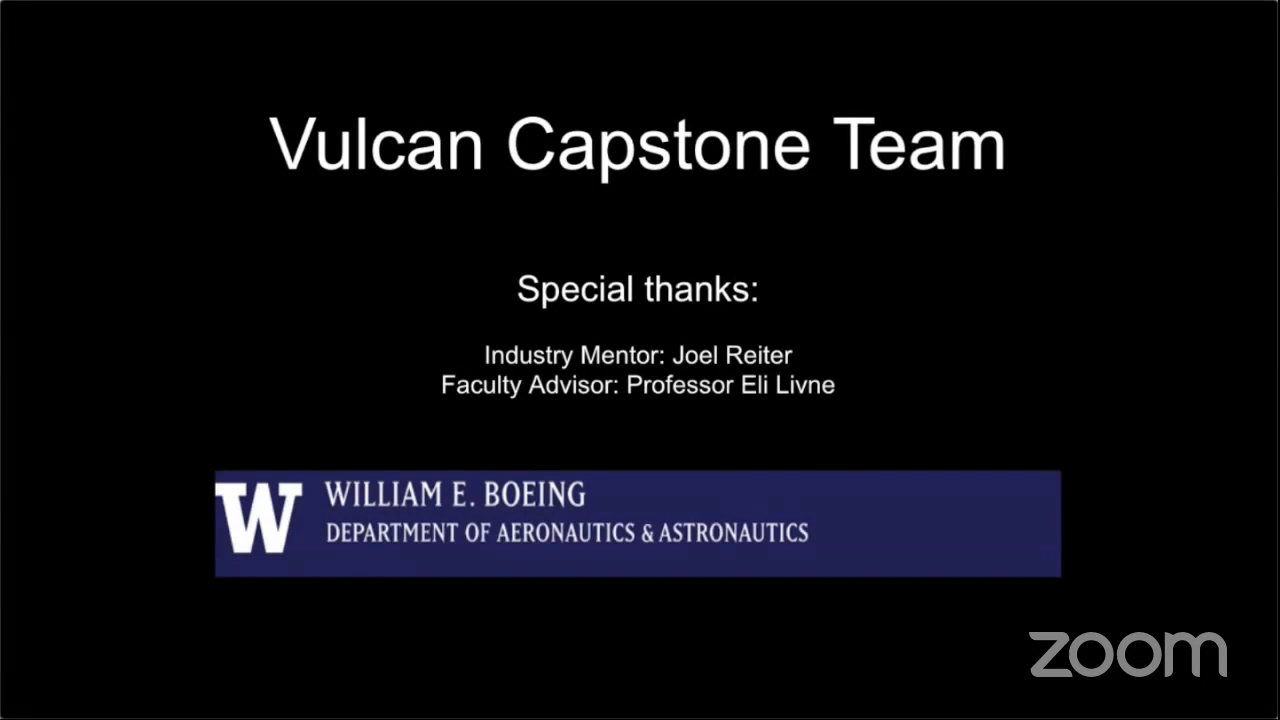 Vulcan Capstone Team
Special thanks:
Industry Mentor: Joel Reiter
Faculty Advisor: Professor Eli Livne
W WILLIAM E. BOEING
DEPARTMENT OF AERONAUTICS & ASTRONAUTICS
zoom